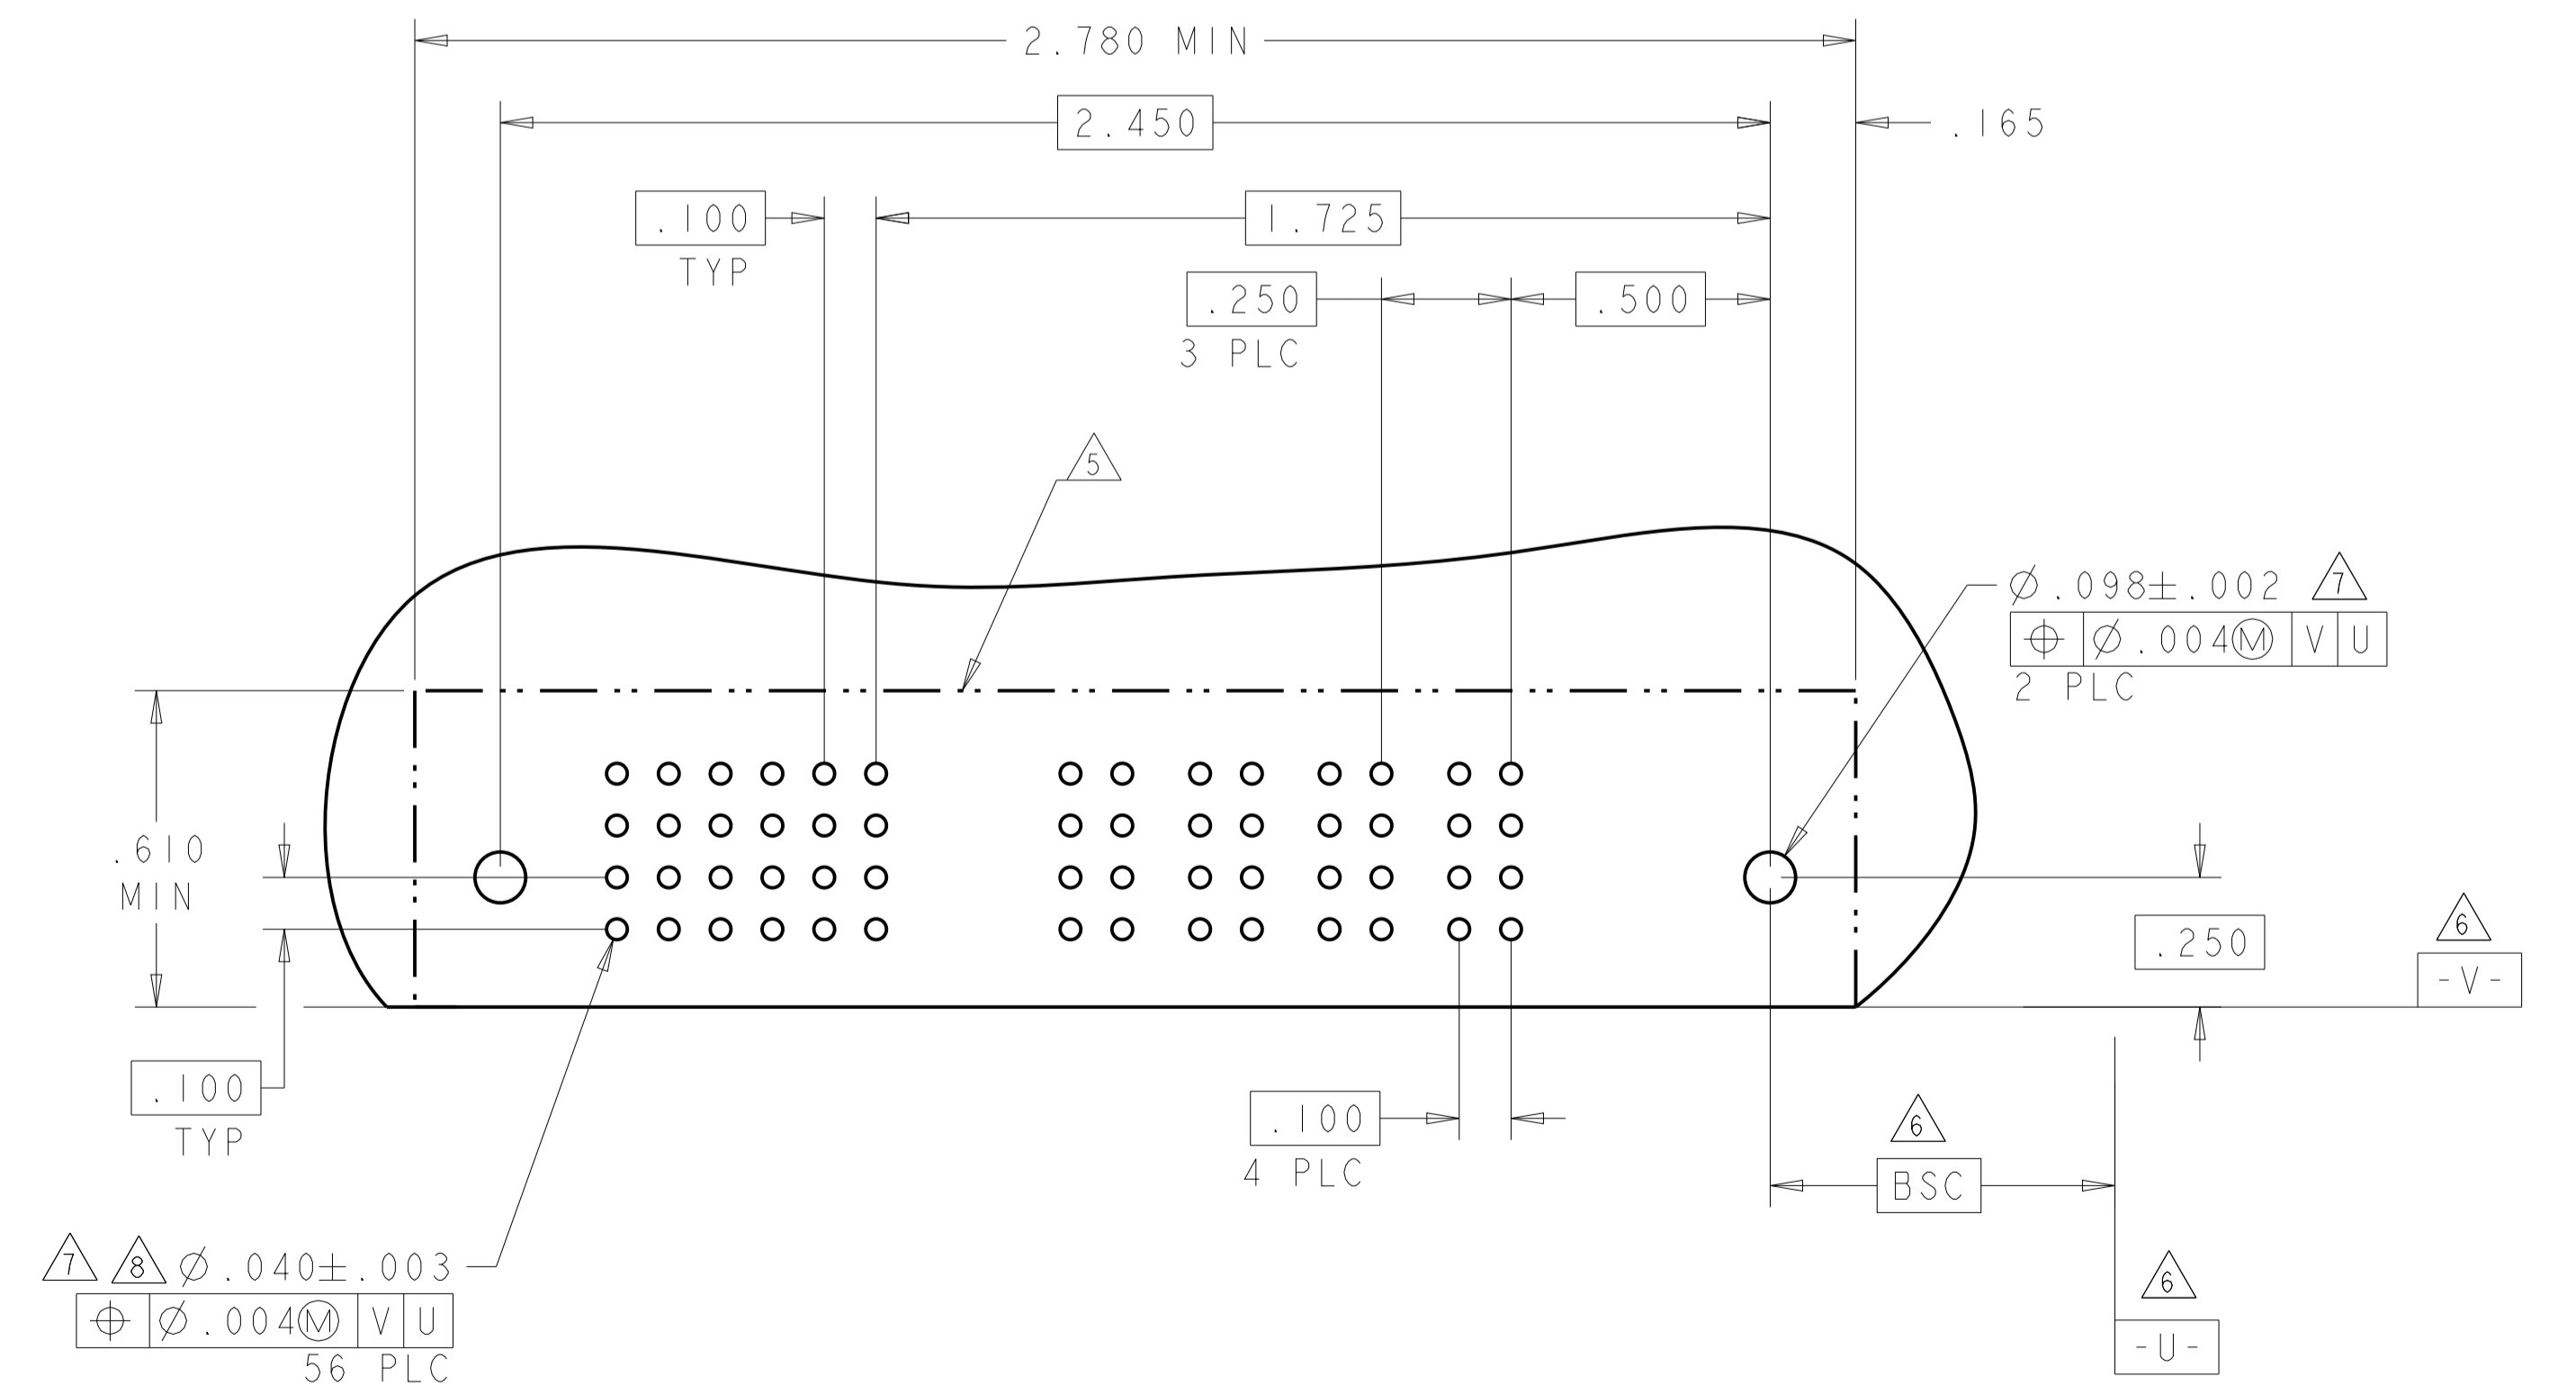 2.780 MIN
2.450
.165
.100
TYP
1.725
.250
3 PLC
.500
5
⌀.098±.002 7
⌖ ⌀.004Ⓜ V U
2 PLC
.610
MIN
.250
6
-V-
.100
TYP
.100
4 PLC
6
BSC
7 8 ⌀.040±.003
⌖ ⌀.004Ⓜ V U
56 PLC
6
-U-